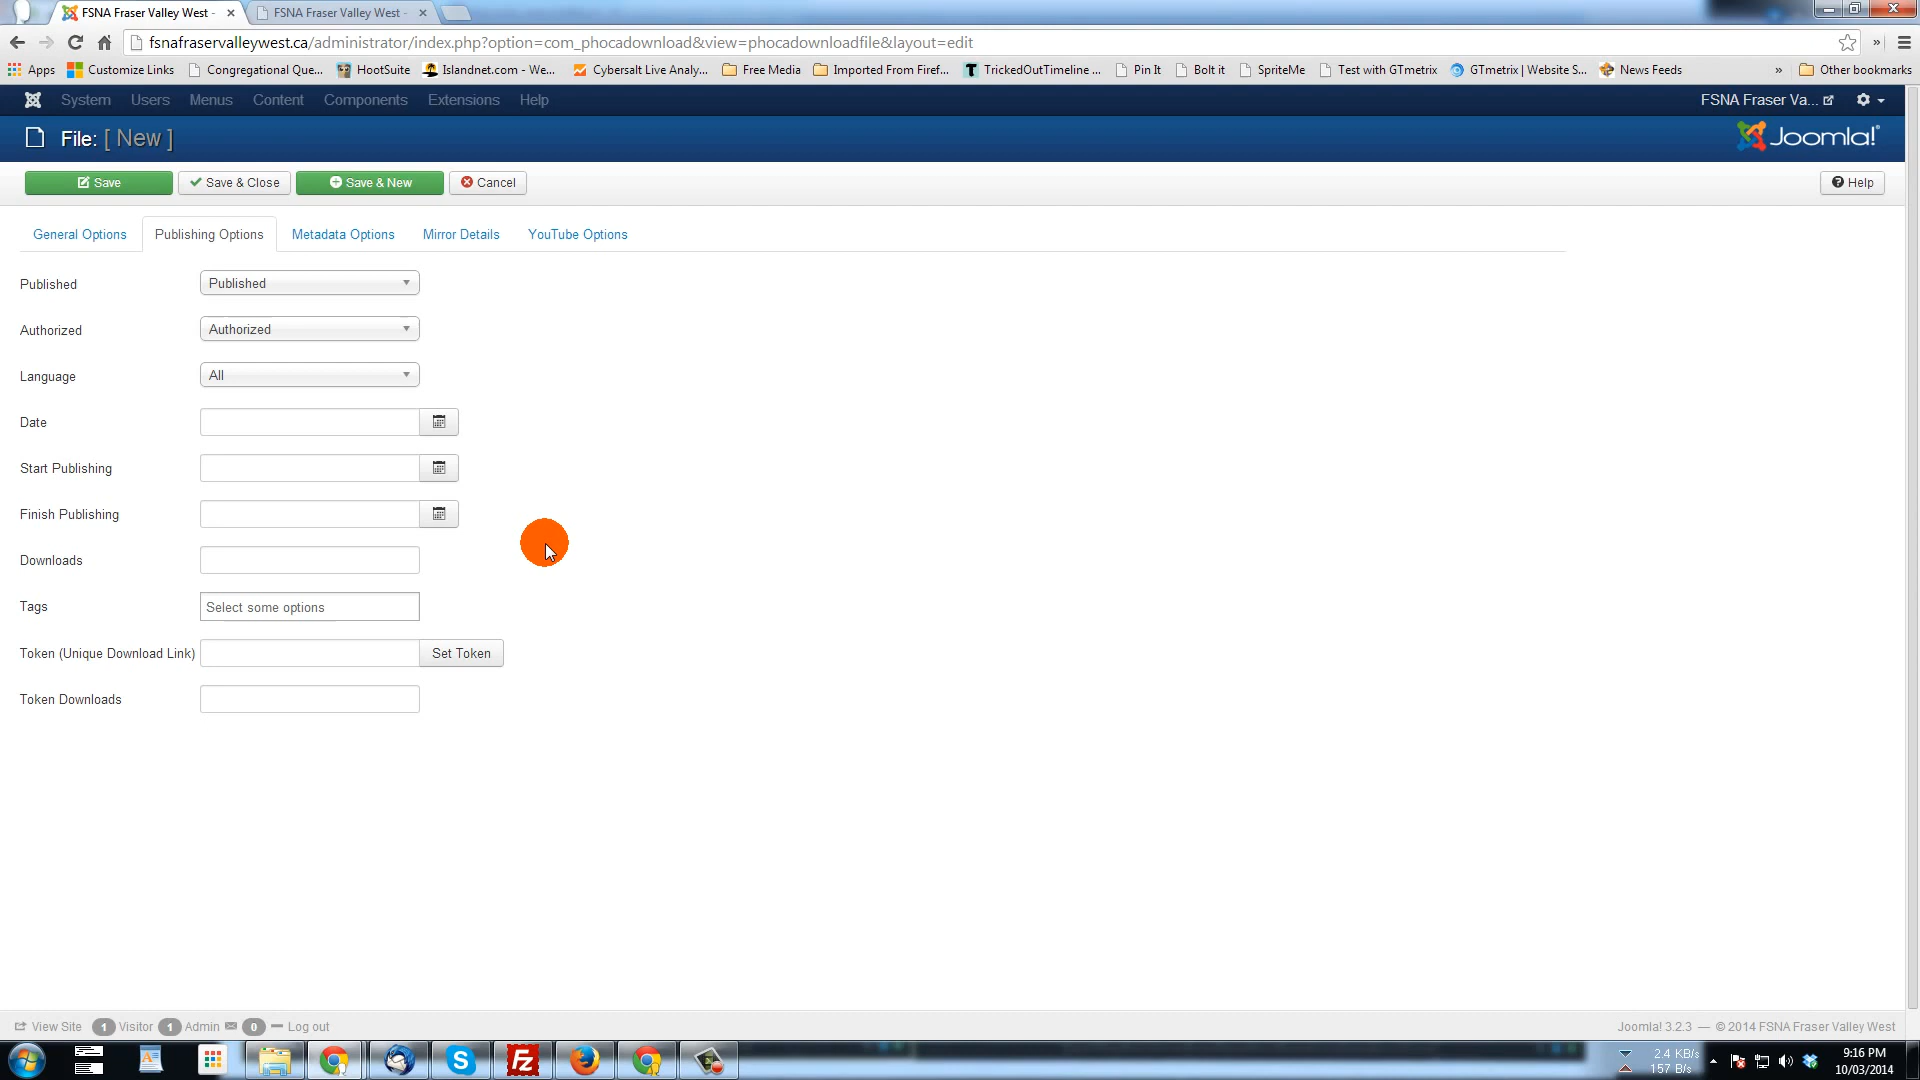 FSNA Fraser Valley West -
FSNA Fraser Valley West -
fsnafraservalleywest.ca/administrator/index.php?option=com_phocadownload&view=phocadownloadfile&layout=edit
Apps Customize Links Congregational Que... HootSuite Islandnet.com - We... Cybersalt Live Analy... Free Media Imported From Firef... TrickedOutTimeline ... Pin It Bolt it SpriteMe Test with GTmetrix GTmetrix | Website S... News Feeds » Other bookmarks
System Users Menus Content Components Extensions Help FSNA Fraser Va...
File: [ New ] Joomla!
Save Save & Close Save & New Cancel Help
General Options Publishing Options Metadata Options Mirror Details YouTube Options
Published Published
Authorized Authorized
Language All
Date
Start Publishing
Finish Publishing
Downloads
Tags Select some options
Token (Unique Download Link) Set Token
Token Downloads
View Site 1 Visitor 1 Admin 0 Log out Joomla! 3.2.3 — © 2014 FSNA Fraser Valley West
2.4 KB/s 9:16 PM
157 B/s 10/03/2014